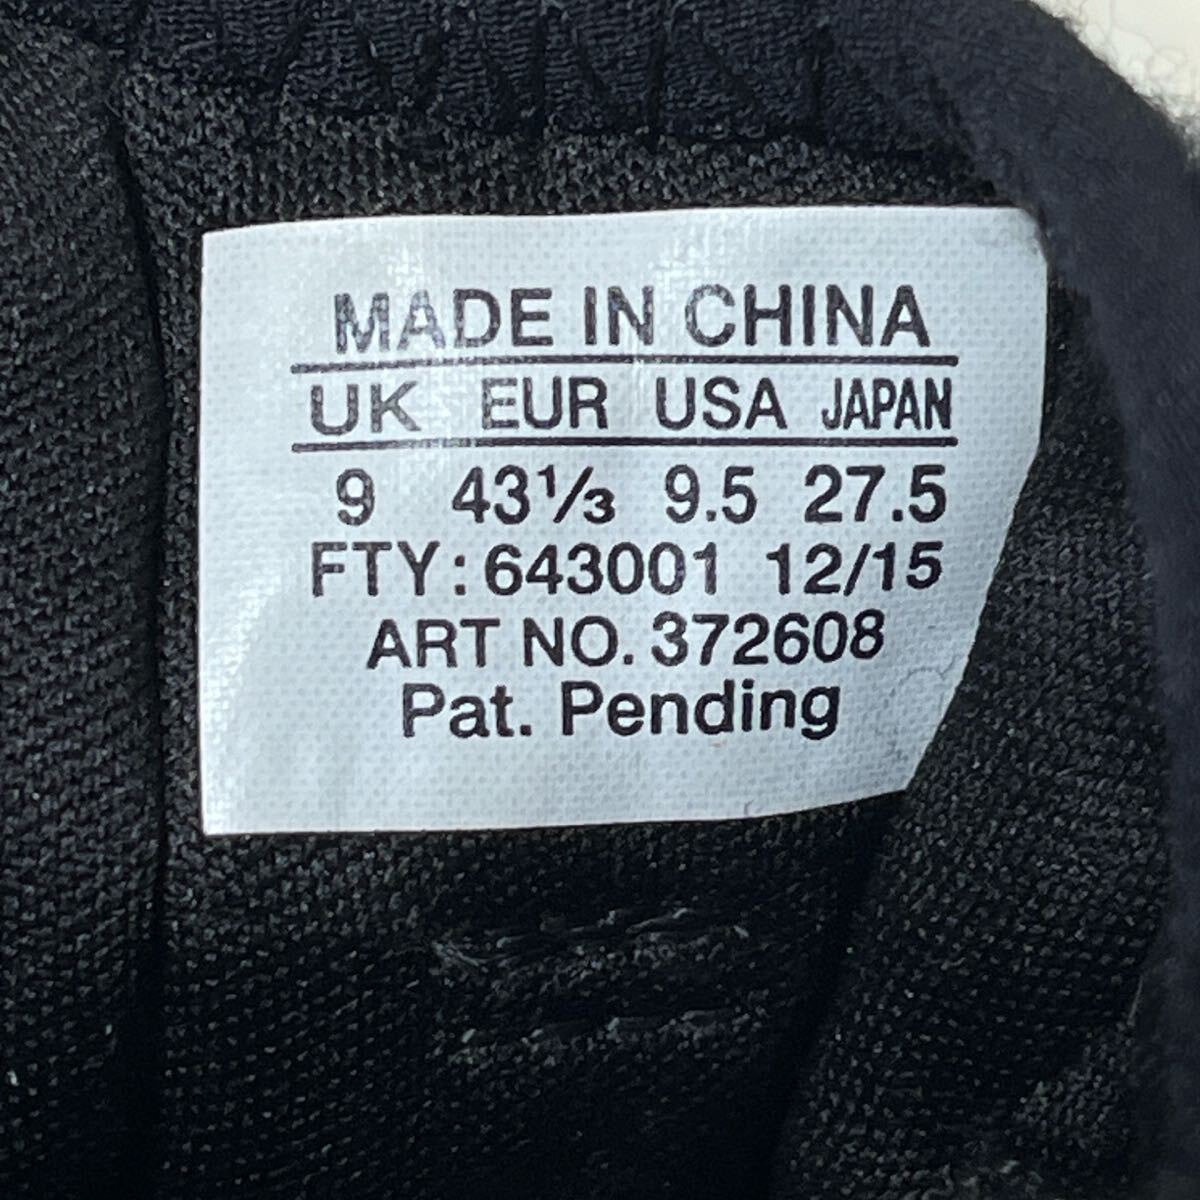 MADE IN CHINA
UK EUR USA JAPAN
9 43⅓ 9.5 27.5
FTY: 643001 12/15
ART NO. 372608
Pat. Pending